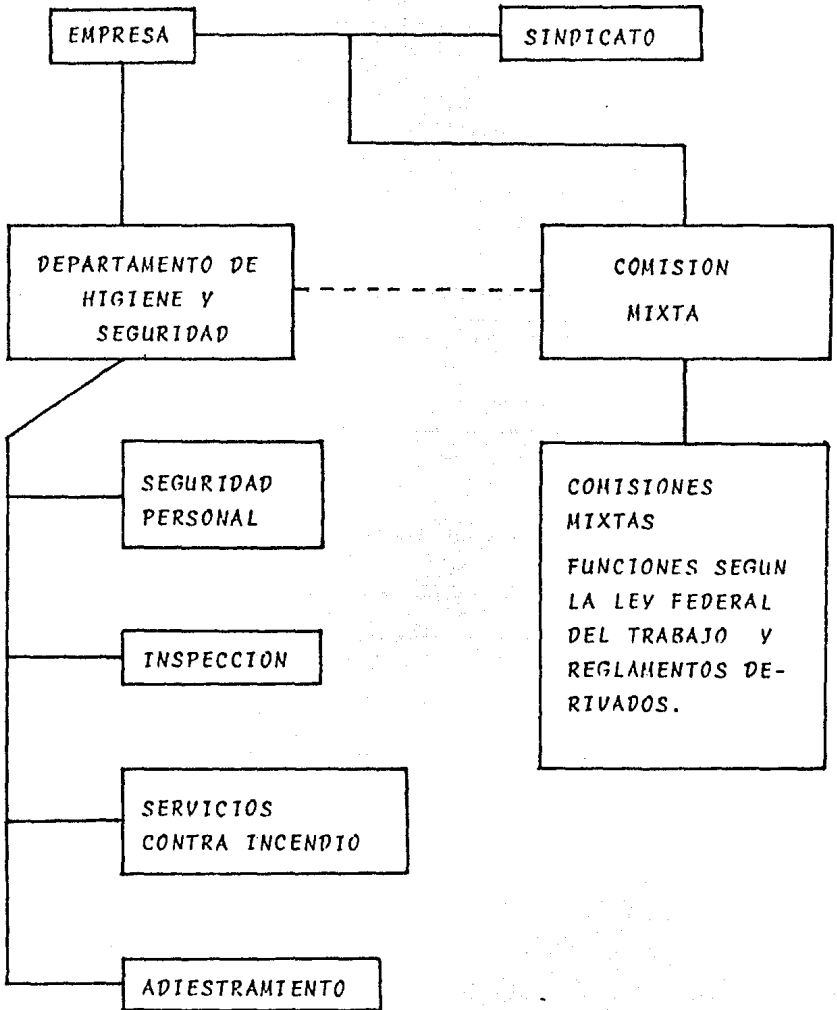 EMPRESA
SINDICATO
DEPARTAMENTO DE
HIGIENE Y
SEGURIDAD
COMISION
MIXTA
SEGURIDAD
PERSONAL
INSPECCION
SERVICIOS
CONTRA INCENDIO
ADIESTRAMIENTO
COMISIONES
MIXTAS
FUNCIONES SEGUN
LA LEY FEDERAL
DEL TRABAJO Y
REGLAMENTOS DE-
RIVADOS.